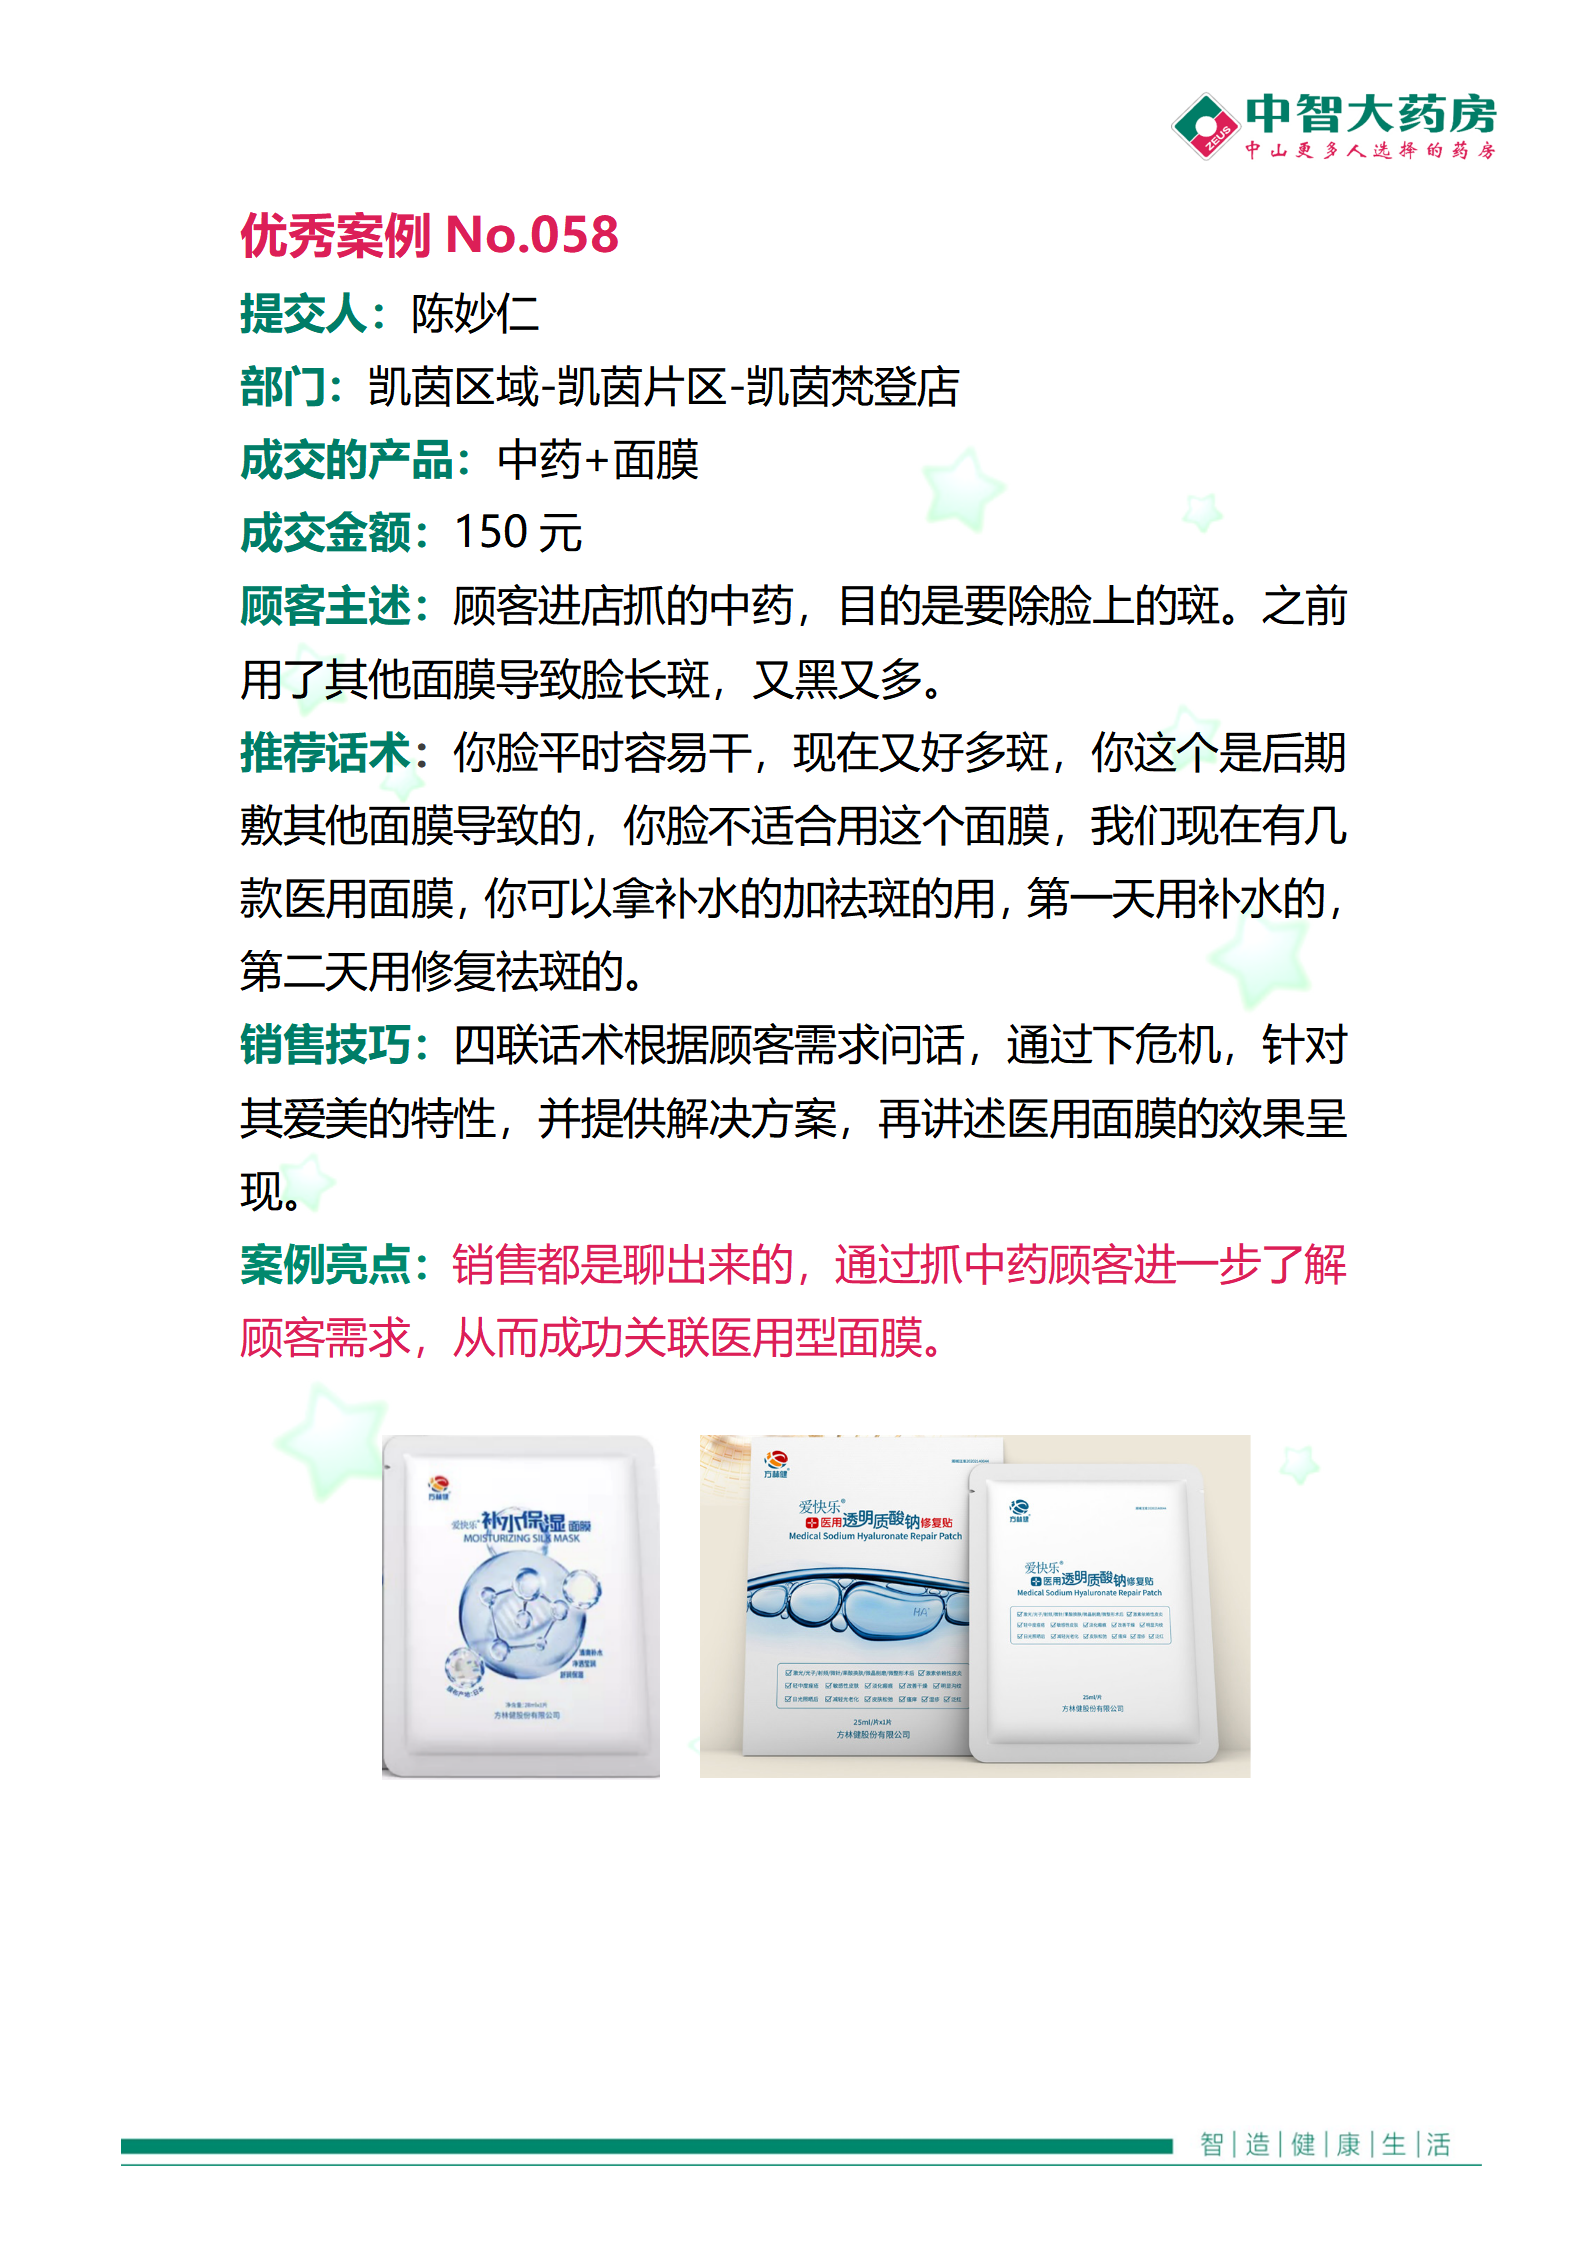 中智大药房
ZEUS
中山更多人选择的药房
优秀案例 No.058
提交人：陈妙仁
部门：凯茵区域-凯茵片区-凯茵梵登店
成交的产品：中药+面膜
成交金额：150 元
顾客主述：顾客进店抓的中药，目的是要除脸上的斑。之前
用了其他面膜导致脸长斑，又黑又多。
推荐话术：你脸平时容易干，现在又好多斑，你这个是后期
敷其他面膜导致的，你脸不适合用这个面膜，我们现在有几
款医用面膜，你可以拿补水的加祛斑的用，第一天用补水的，
第二天用修复祛斑的。
销售技巧：四联话术根据顾客需求问话，通过下危机，针对
其爱美的特性，并提供解决方案，再讲述医用面膜的效果呈
现。
案例亮点：销售都是聊出来的，通过抓中药顾客进一步了解
顾客需求，从而成功关联医用型面膜。
方林健
爱快乐 补水保湿面膜
MOISTURIZING SILK MASK
方林健股份有限公司
方林健
爱快乐®
医用透明质酸钠修复贴
Medical Sodium Hyaluronate Repair Patch
HA
25ml/片x1片
方林健股份有限公司
方林健
爱快乐®
医用透明质酸钠修复贴
Medical Sodium Hyaluronate Repair Patch
25ml/片
方林健股份有限公司
智|造|健|康|生|活